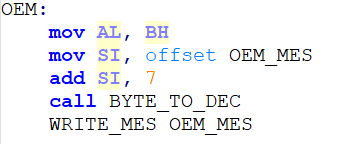 OEM:
mov AL, BH
mov SI, offset OEM_MES
add SI, 7
call BYTE_TO_DEC
WRITE_MES OEM_MES